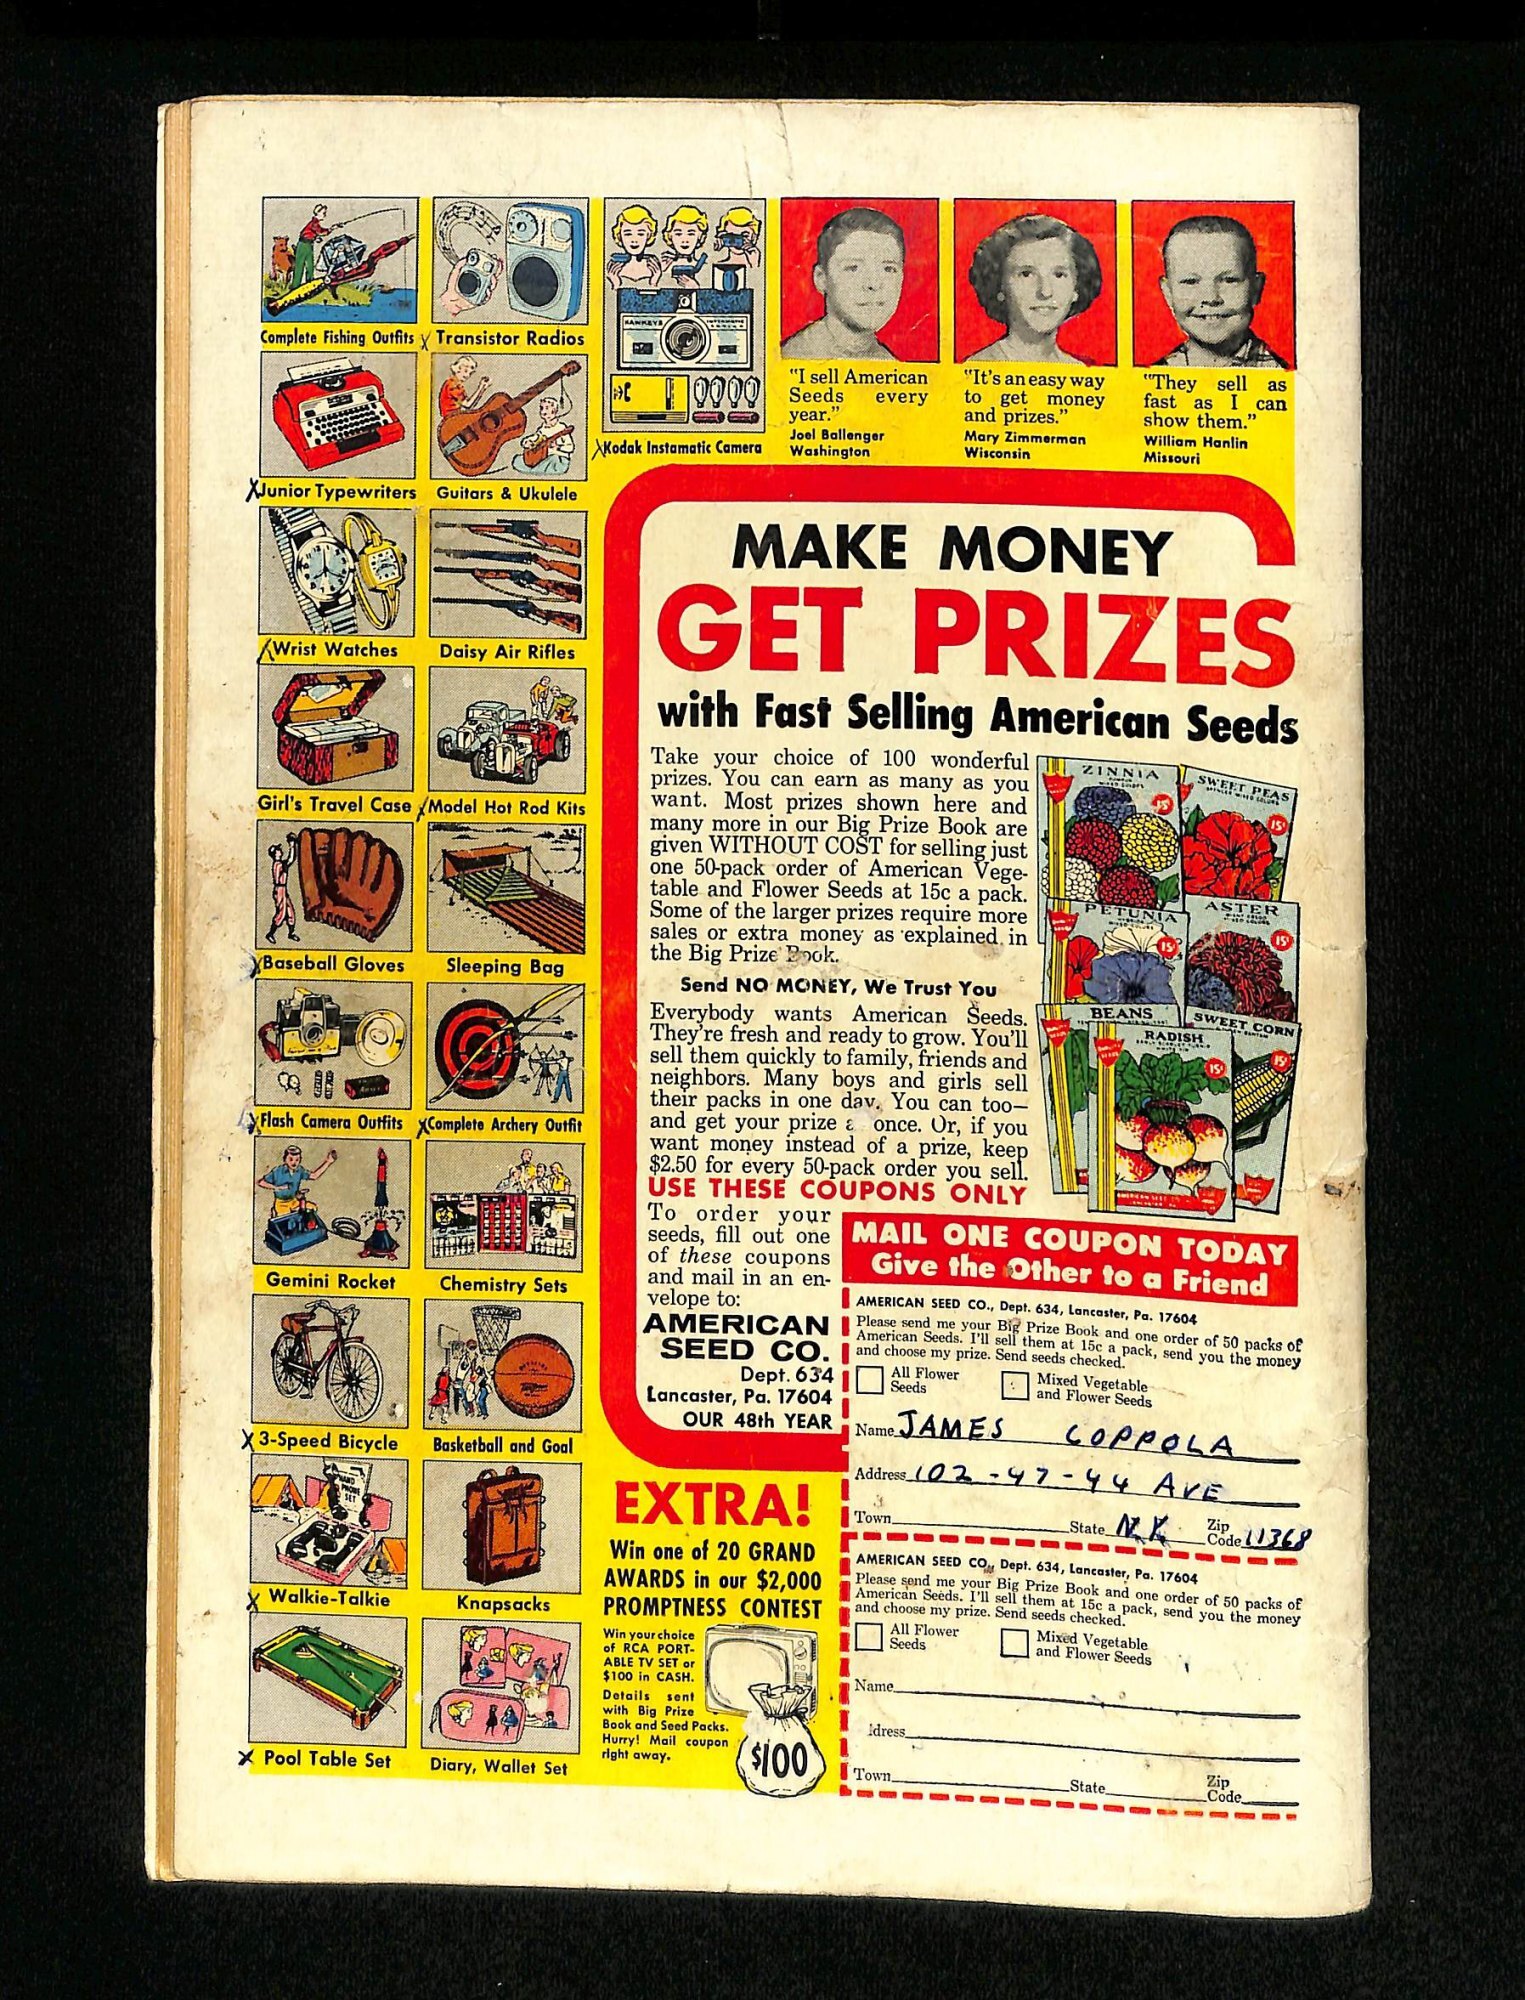 Complete Fishing Outfits
X Transistor Radios
X Kodak Instamatic Camera
HAWKEYE
X Junior Typewriters
Guitars & Ukulele
X Wrist Watches
Daisy Air Rifles
Girl's Travel Case
X Model Hot Rod Kits
X Baseball Gloves
Sleeping Bag
X Flash Camera Outfits
X Complete Archery Outfit
Gemini Rocket
Chemistry Sets
X 3-Speed Bicycle
Basketball and Goal
HAND
PHONE
SET
X Walkie-Talkie
Knapsacks
X Pool Table Set
Diary, Wallet Set
"I sell American
Seeds every
year."
Joel Ballenger
Washington
"It's an easy way
to get money
and prizes."
Mary Zimmerman
Wisconsin
"They sell as
fast as I can
show them."
William Hanlin
Missouri
MAKE MONEY
GET PRIZES
with Fast Selling American Seeds
Take your choice of 100 wonderful
prizes. You can earn as many as you
want. Most prizes shown here and
many more in our Big Prize Book are
given WITHOUT COST for selling just
one 50-pack order of American Vege-
table and Flower Seeds at 15c a pack.
Some of the larger prizes require more
sales or extra money as explained in
the Big Prize Book.
Send NO MONEY, We Trust You
Everybody wants American Seeds.
They're fresh and ready to grow. You'll
sell them quickly to family, friends and
neighbors. Many boys and girls sell
their packs in one day. You can too—
and get your prize a once. Or, if you
want money instead of a prize, keep
$2.50 for every 50-pack order you sell.
USE THESE COUPONS ONLY
To order your
seeds, fill out one
of these coupons
and mail in an en-
velope to:
AMERICAN
SEED CO.
Dept. 634
Lancaster, Pa. 17604
OUR 48th YEAR
ZINNIA
15¢
SWEET PEAS
15¢
PETUNIA
15¢
ASTER
15¢
BEANS
SWEET CORN
15¢
RADISH
15¢
MAIL ONE COUPON TODAY
Give the Other to a Friend
AMERICAN SEED CO., Dept. 634, Lancaster, Pa. 17604
Please send me your Big Prize Book and one order of 50 packs of
American Seeds. I'll sell them at 15c a pack, send you the money
and choose my prize. Send seeds checked.
All Flower
Seeds
Mixed Vegetable
and Flower Seeds
Name JAMES COPPOLA
Address 102-47-44 AVE
Town State N.Y. Zip
Code 11368
AMERICAN SEED CO., Dept. 634, Lancaster, Pa. 17604
Please send me your Big Prize Book and one order of 50 packs of
American Seeds. I'll sell them at 15c a pack, send you the money
and choose my prize. Send seeds checked.
All Flower
Seeds
Mixed Vegetable
and Flower Seeds
Name
ddress
Town State Zip
Code
EXTRA!
Win one of 20 GRAND
AWARDS in our $2,000
PROMPTNESS CONTEST
Win your choice
of RCA PORT-
ABLE TV SET or
$100 in CASH.
Details sent
with Big Prize
Book and Seed Packs.
Hurry! Mail coupon
right away.
$100